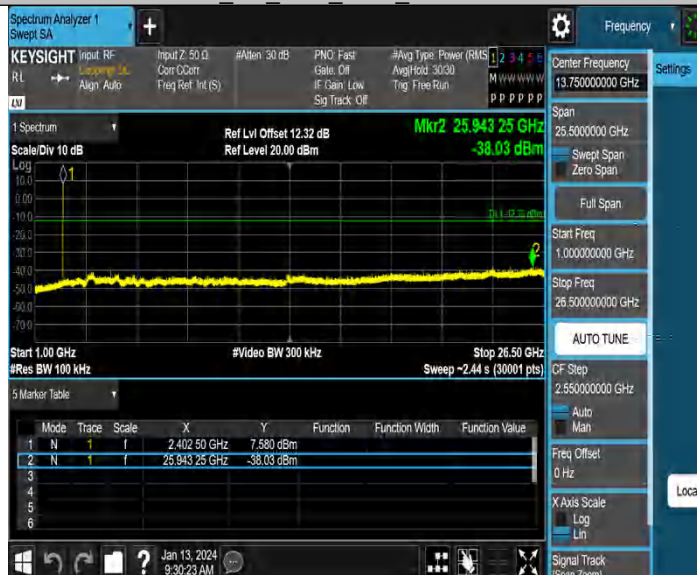 Spectrum Analyzer 1
Swept SA
+
Frequency
KEYSIGHT
Input: RF
Input Z: 50 Ω
#Atten: 30 dB
PNO: Fast
#Avg Type: Power (RMS
1 2 3 4 5 6
RL
Corr CCorr
Gate: Off
Avg|Hold: 30/30
M w w w w w
Align: Auto
Freq Ref: Int (S)
IF Gain: Low
Trig: Free Run
Sig Track: Off
P P P P P P
LXI
1 Spectrum
Ref Lvl Offset 12.32 dB
Mkr2 25.943 25 GHz
Scale/Div 10 dB
Ref Level 20.00 dBm
-38.03 dBm
Log
10.0
0.00
-10.0
-20.0
-30.0
-50.0
-60.0
-70.0
1
2
Start 1.00 GHz
#Video BW 300 kHz
Stop 26.50 GHz
#Res BW 100 kHz
Sweep ~2.44 s (30001 pts)
5 Marker Table
Mode Trace Scale X Y Function Function Width Function Value
1 N 1 f 2.402 50 GHz 7.580 dBm
2 N 1 f 25.943 25 GHz -38.03 dBm
3
4
5
6
?
Jan 13, 2024
9:30:23 AM
Center Frequency
13.750000000 GHz
Settings
Span
25.5000000 GHz
Swept Span
Zero Span
Full Span
Start Freq
1.000000000 GHz
Stop Freq
26.500000000 GHz
AUTO TUNE
CF Step
2.550000000 GHz
Auto
Man
Freq Offset
0 Hz
Loca
X Axis Scale
Log
Lin
Signal Track
(Span Zoom)